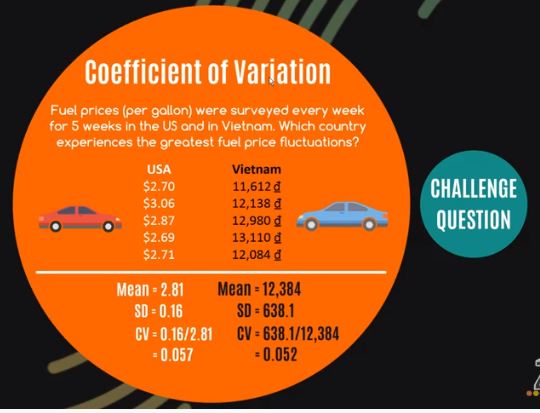 Coefficient of Variation
Fuel prices (per gallon) were surveyed every week
for 5 weeks in the US and in Vietnam. Which country
experiences the greatest fuel price fluctuations?
USA Vietnam
$2.70 11,612 ₫
$3.06 12,138 ₫
$2.87 12,980 ₫
$2.69 13,110 ₫
$2.71 12,084 ₫
Mean = 2.81 Mean = 12,384
SD = 0.16 SD = 638.1
CV = 0.16/2.81 CV = 638.1/12,384
= 0.057 = 0.052
CHALLENGE
QUESTION